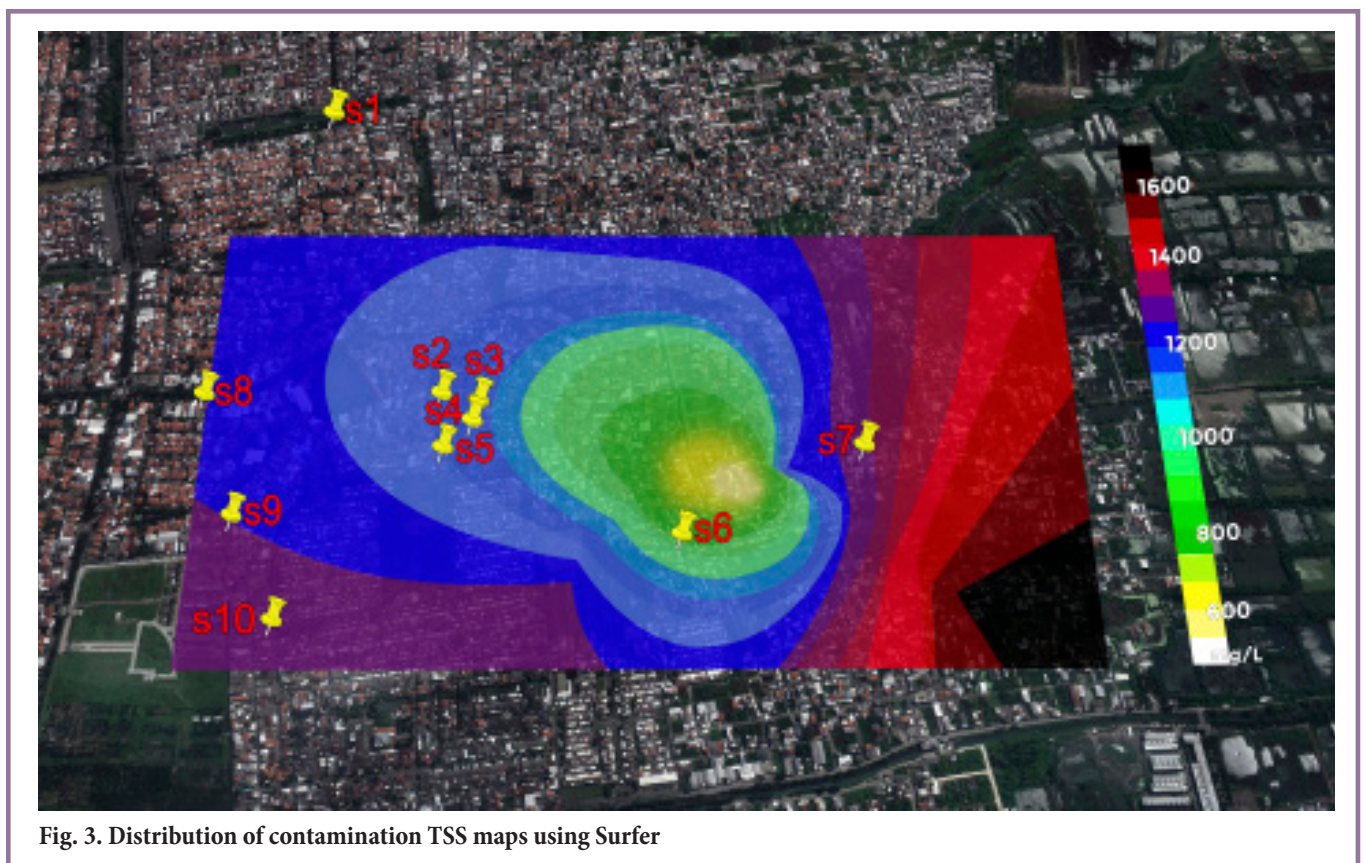 s1
1600
1400
1200
1000
800
600
s2
s3
s4
s5
s8
s7
s9
s6
s10
Fig. 3. Distribution of contamination TSS maps using Surfer